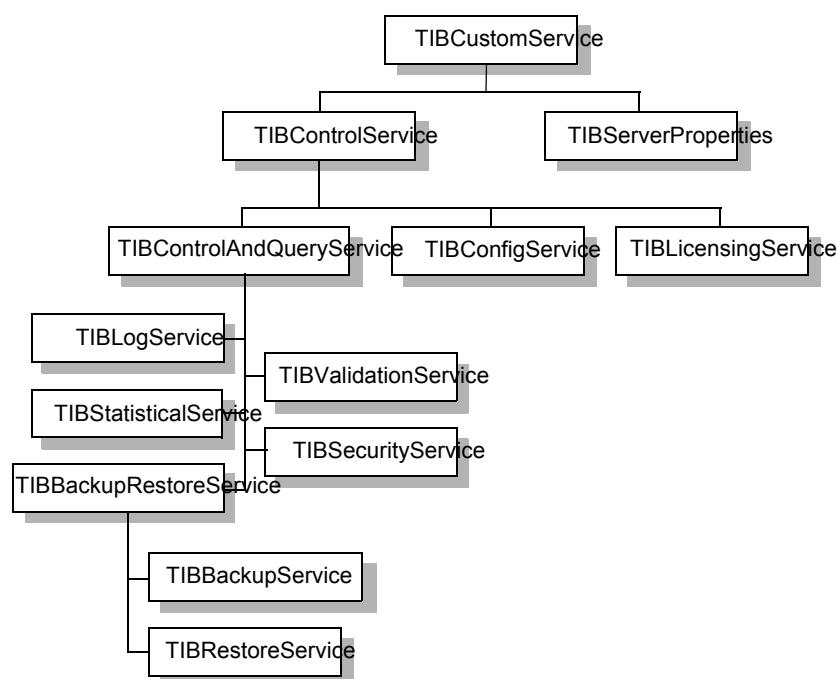 TIBCustomService
TIBControlService
TIBServerProperties
TIBControlAndQueryService
TIBConfigService
TIBLicensingService
TIBLogService
TIBValidationService
TIBStatisticalService
TIBSecurityService
TIBBackupRestoreService
TIBBackupService
TIBRestoreService